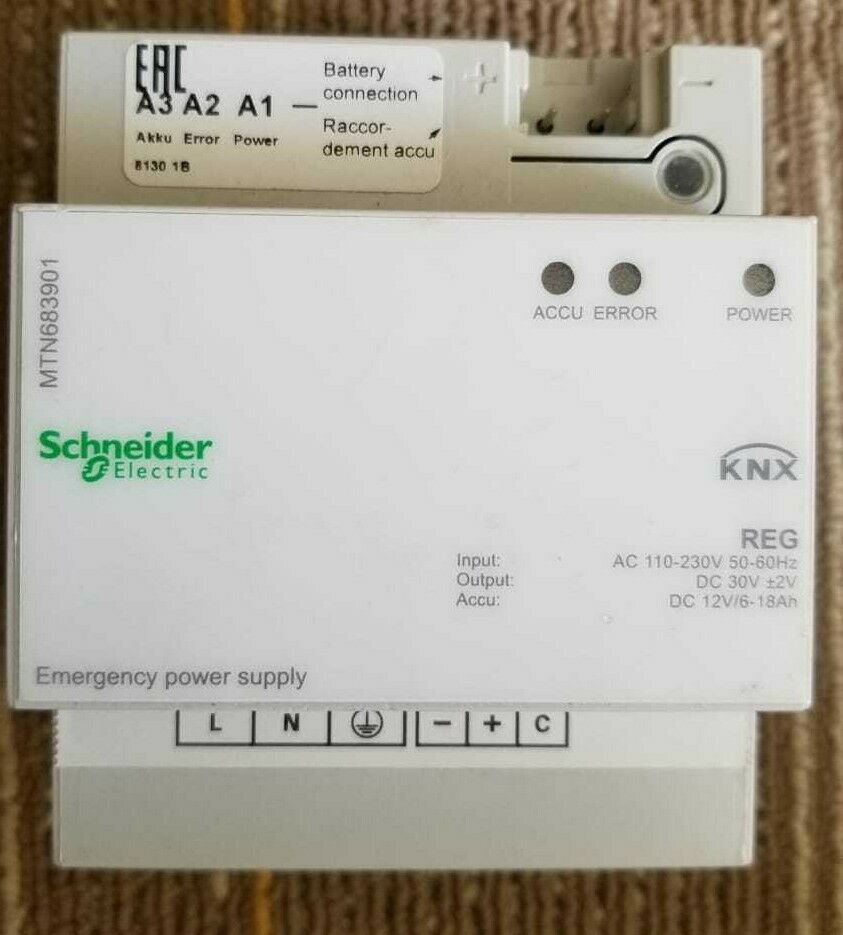 EAC
A3 A2 A1 —
Akku Error Power
8130 1B
Battery
connection
Raccor-
dement accu
+ −
MTN683901
ACCU ERROR POWER
Schneider
Electric
KNX
REG
Input: AC 110-230V 50-60Hz
Output: DC 30V ±2V
Accu: DC 12V/6-18Ah
Emergency power supply
L N − + C